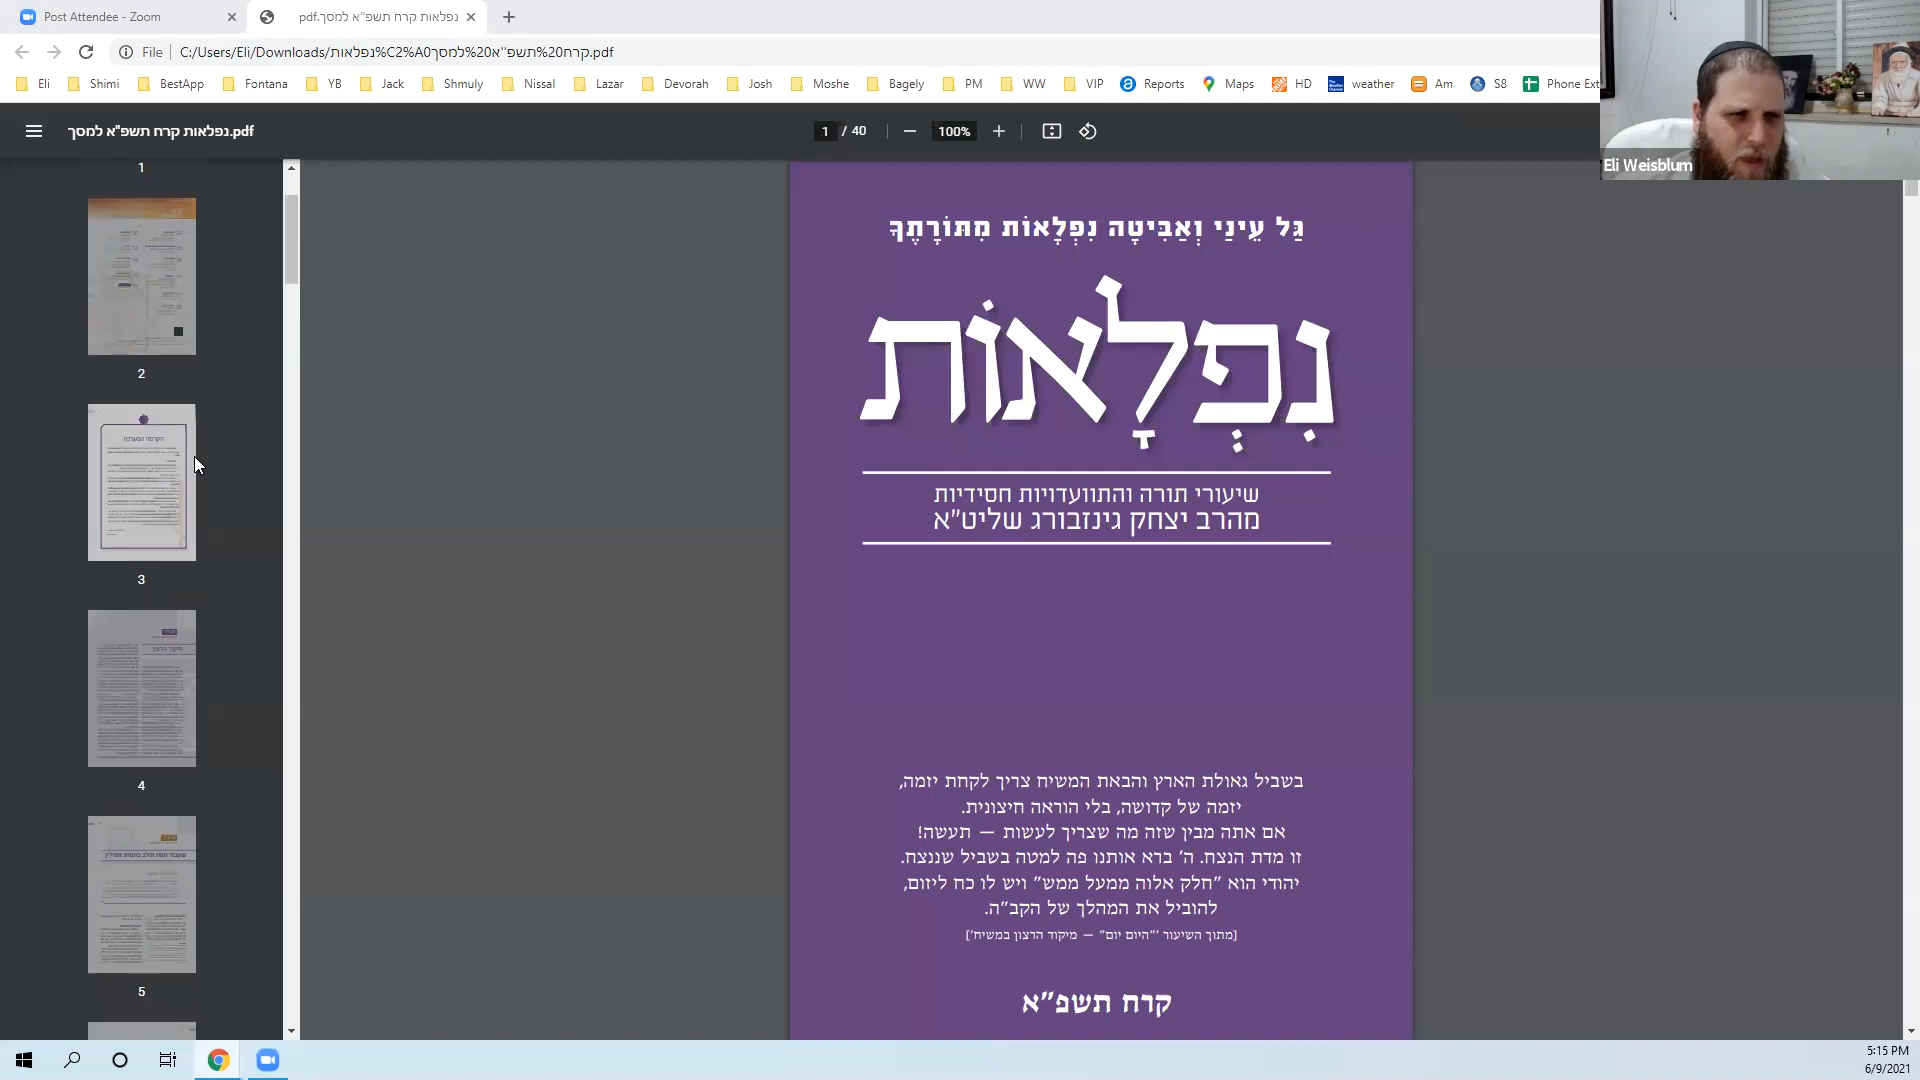 Post Attendee - Zoom
נפלאות קרח תשפ"א למסך.pdf
File
C:/Users/Eli/Downloads/נפלאות%C2%A0קרח%20תשפ''א%20למסך.pdf
Eli
Shimi
BestApp
Fontana
YB
Jack
Shmuly
Nissal
Lazar
Devorah
Josh
Moshe
Bagely
PM
WW
VIP
Reports
Maps
HD
weather
Am
S8
Phone Ext
נפלאות קרח תשפ"א למסך.pdf
1 / 40
100%
Eli Weisblum
1
2
3
4
5
גַּל עֵינַי וְאַבִּיטָה נִפְלָאוֹת מִתּוֹרָתֶךָ
נִפְלָאוֹת
שיעורי תורה והתוועדויות חסידיות
מהרב יצחק גינזבורג שליט"א
בשביל גאולת הארץ והבאת המשיח צריך לקחת יזמה,
יזמה של קדושה, בלי הוראה חיצונית.
אם אתה מבין שזה מה שצריך לעשות — תעשה!
זו מדת הנצח. ה' ברא אותנו פה למטה בשביל שננצח.
יהודי הוא "חלק אלוה ממעל ממש" ויש לו כח ליזום,
להוביל את המהלך של הקב"ה.
[מתוך השיעור '"היום יום" — מיקוד הרצון במשיח']
קרח תשפ"א
5:15 PM
6/9/2021